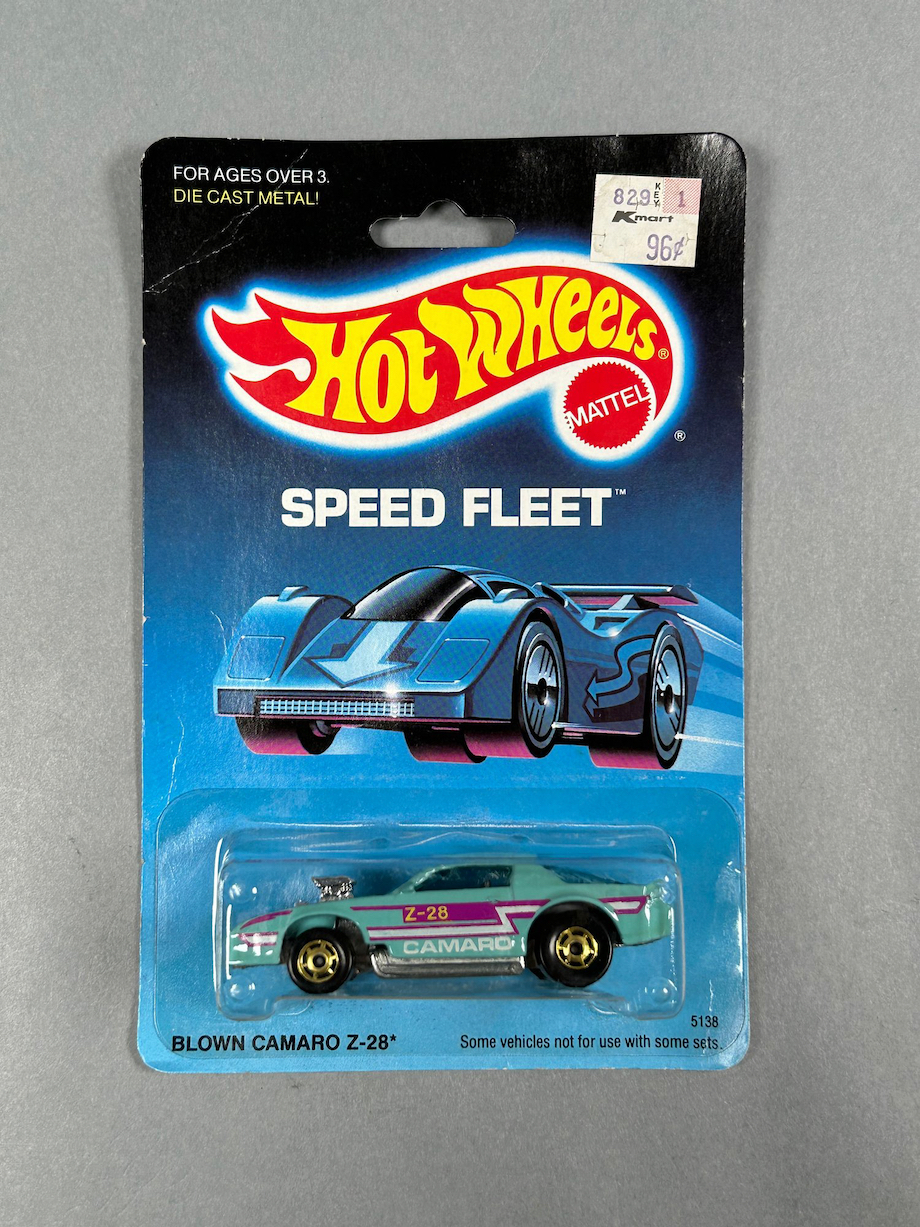 FOR AGES OVER 3.
DIE CAST METAL!
829 KEY 1
Kmart
96¢
HOT WHEELS®
MATTEL
®
SPEED FLEET™
Z-28
CAMARO
5138
BLOWN CAMARO Z-28*
Some vehicles not for use with some sets.